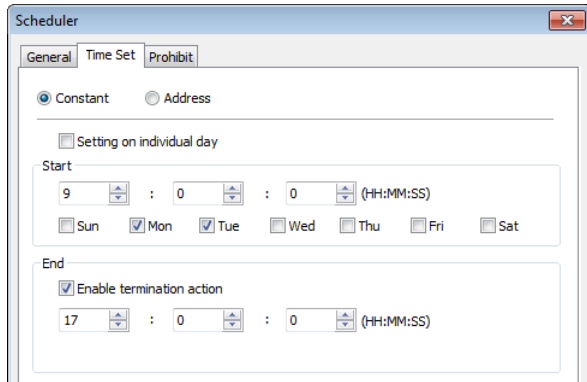 Scheduler
General Time Set Prohibit
Constant Address
Setting on individual day
Start
9 : 0 : 0 (HH:MM:SS)
Sun Mon Tue Wed Thu Fri Sat
End
Enable termination action
17 : 0 : 0 (HH:MM:SS)